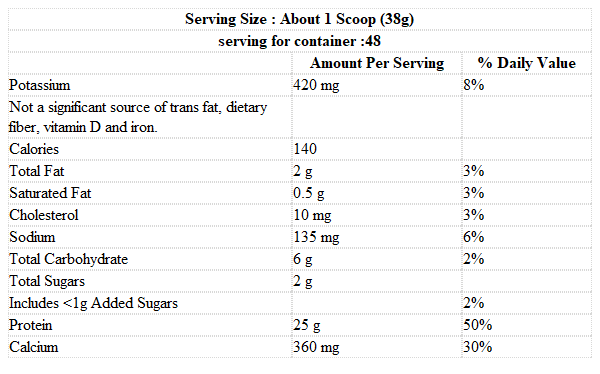 Serving Size : About 1 Scoop (38g)
serving for container :48
Amount Per Serving % Daily Value
Potassium 420 mg 8%
Not a significant source of trans fat, dietary
fiber, vitamin D and iron.
Calories 140
Total Fat 2 g 3%
Saturated Fat 0.5 g 3%
Cholesterol 10 mg 3%
Sodium 135 mg 6%
Total Carbohydrate 6 g 2%
Total Sugars 2 g
Includes <1g Added Sugars 2%
Protein 25 g 50%
Calcium 360 mg 30%